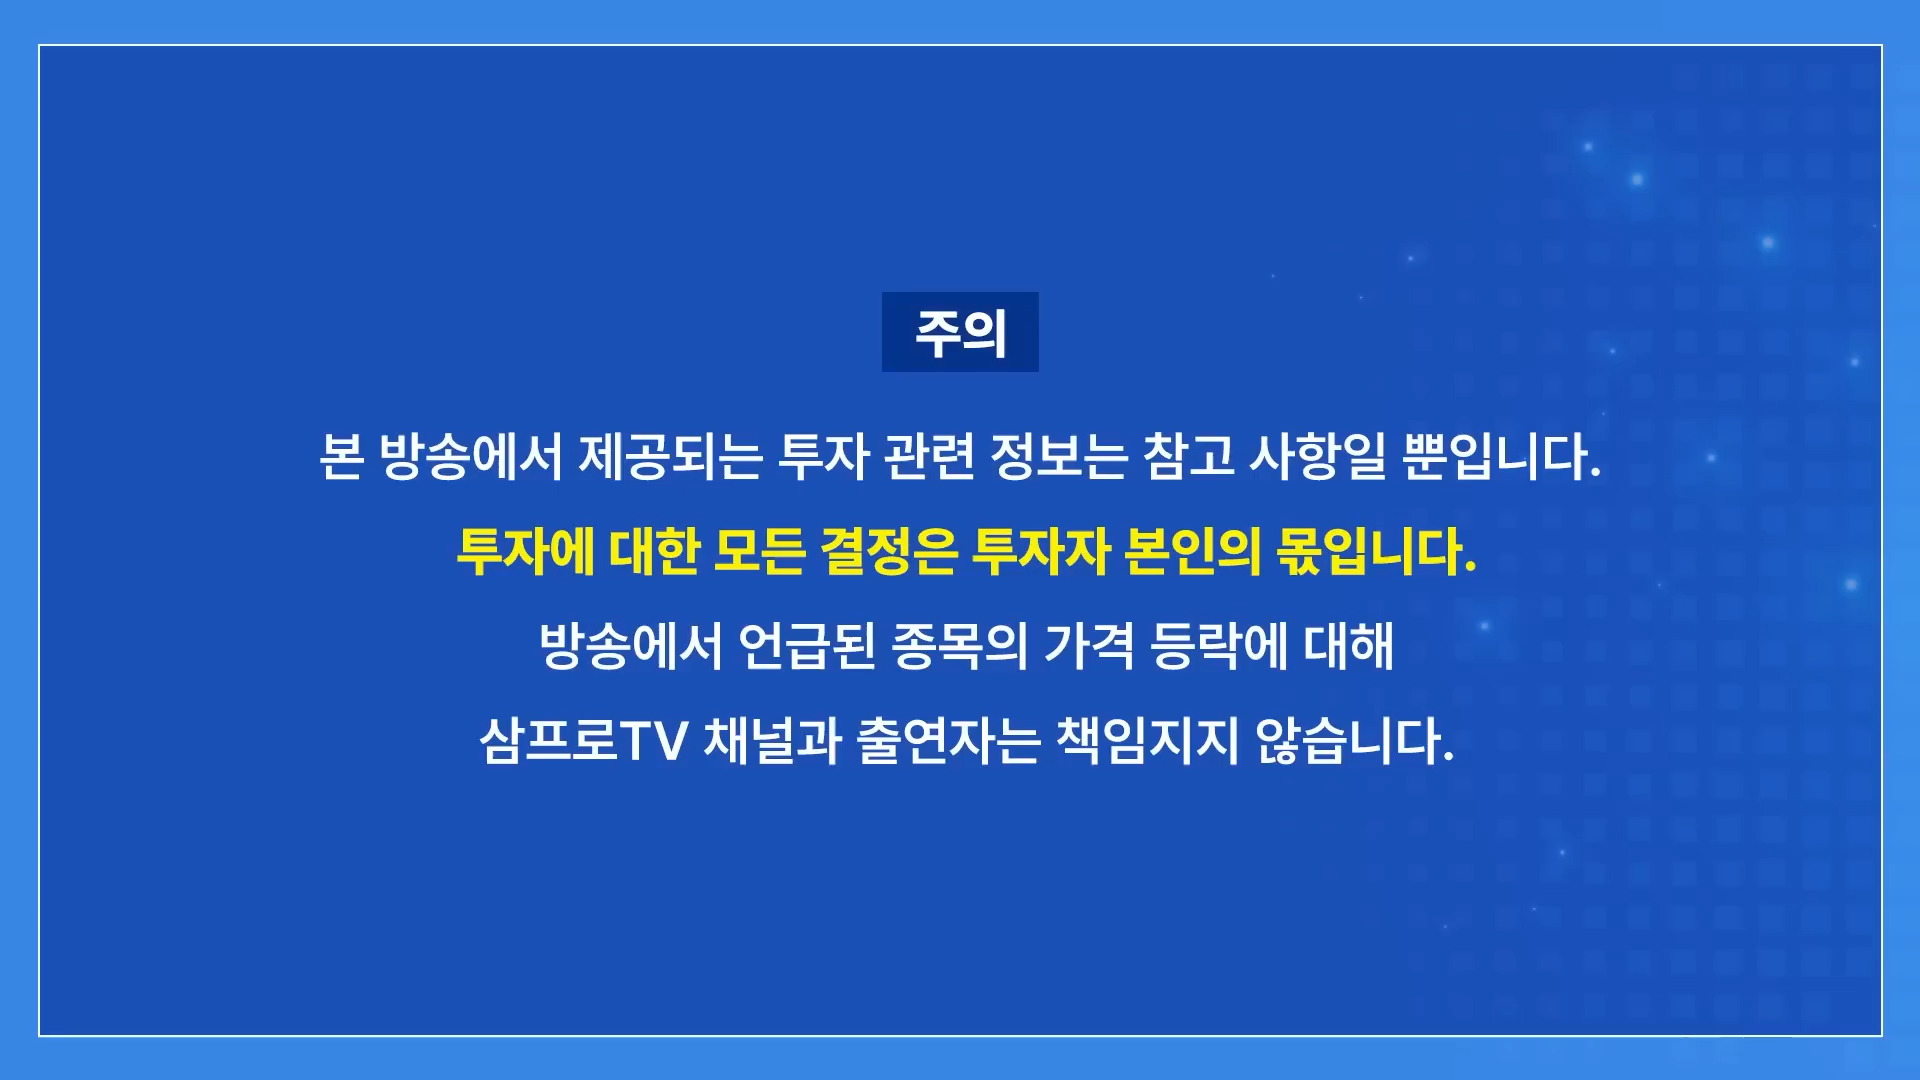 주의
본 방송에서 제공되는 투자 관련 정보는 참고 사항일 뿐입니다.
투자에 대한 모든 결정은 투자자 본인의 몫입니다.
방송에서 언급된 종목의 가격 등락에 대해
삼프로TV 채널과 출연자는 책임지지 않습니다.